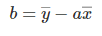 b = y̅ − ax̅